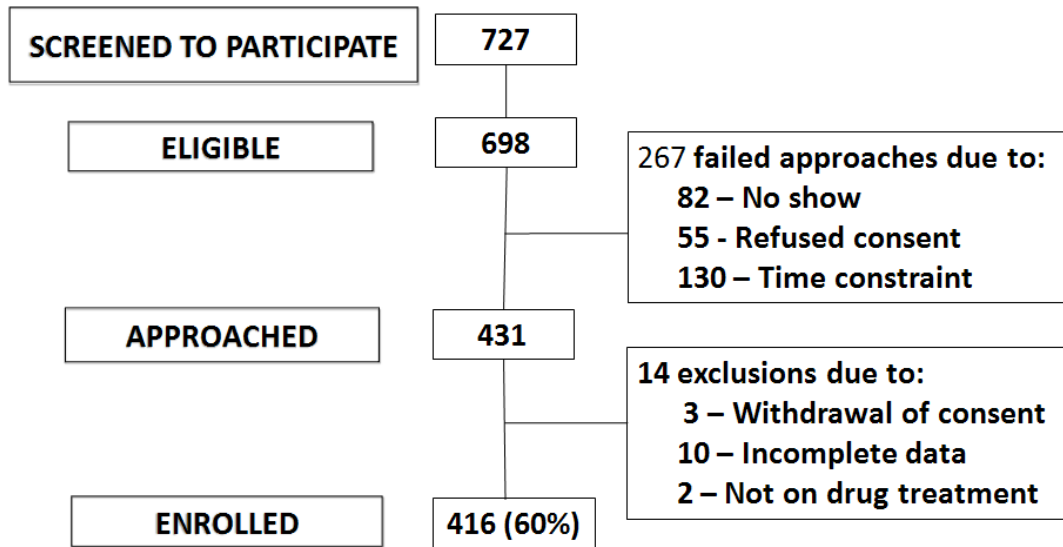 SCREENED TO PARTICIPATE
727
ELIGIBLE
698
267 failed approaches due to:
82 – No show
55 - Refused consent
130 – Time constraint
APPROACHED
431
14 exclusions due to:
3 – Withdrawal of consent
10 – Incomplete data
2 – Not on drug treatment
ENROLLED
416 (60%)